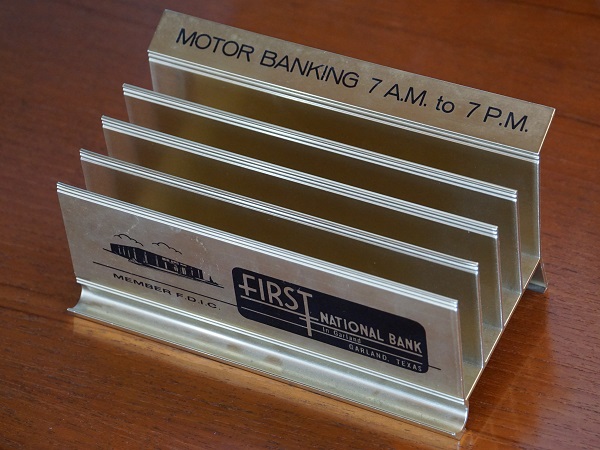 MOTOR BANKING 7 A.M. to 7 P.M.
MEMBER F.D.I.C.
FIRST
NATIONAL BANK
In Garland
GARLAND, TEXAS